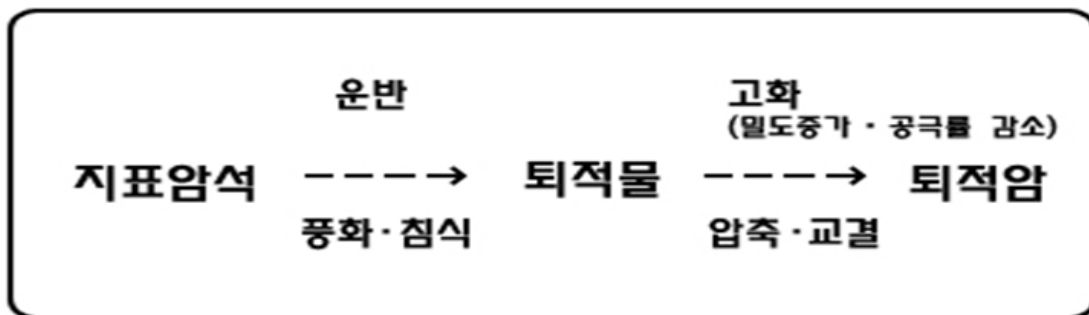 운반
고화
(밀도증가 · 공극률 감소)
지표암석 ----→ 퇴적물 ----→ 퇴적암
풍화·침식
압축·교결